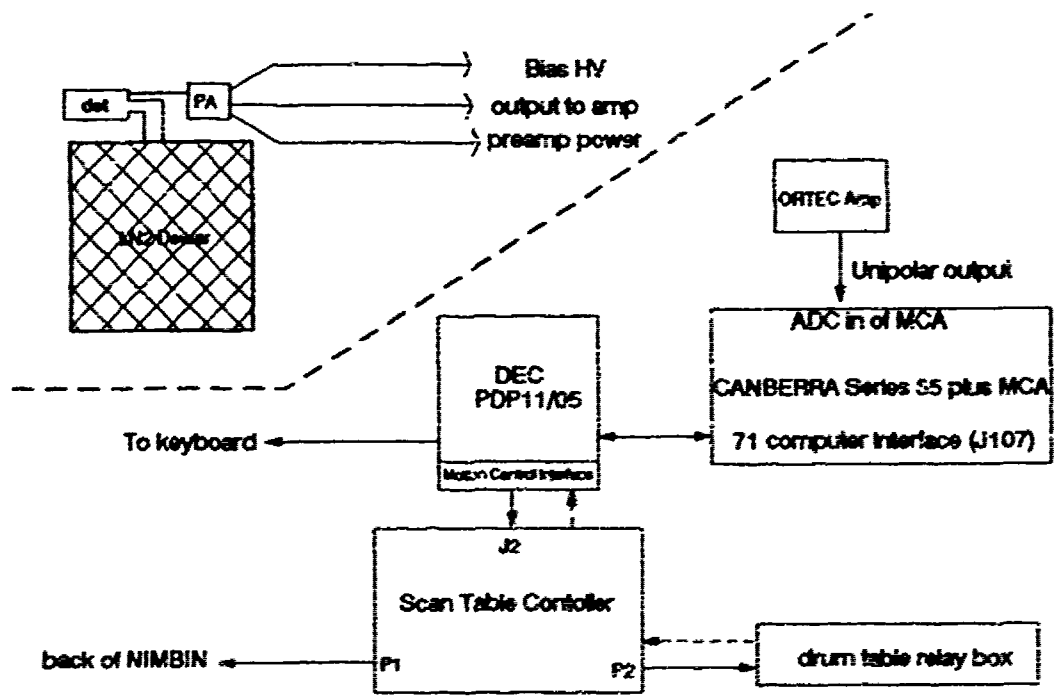 Bias HV
det
PA
output to amp
preamp power
LN2 Dewar
ORTEC Amp
Unipolar output
ADC in of MCA
DEC
PDP11/05
CANBERRA Series 35 plus MCA
To keyboard
71 computer interface (J107)
Motion Control Interface
J2
Scan Table Contoller
back of NIMBIN
P1
P2
drum table relay box